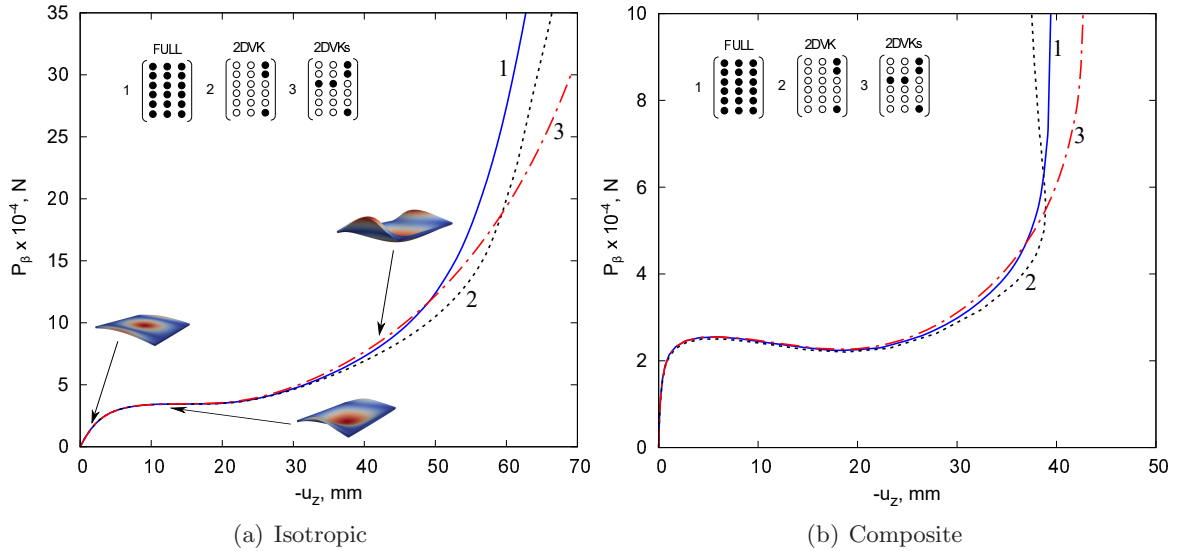 35
30
25
20
15
10
5
0
0 10 20 30 40 50 60 70
P_β x 10^-4, N
-u_z, mm
FULL 2DVK 2DVKs
1 2 3
1
2
3
(a) Isotropic
10
8
6
4
2
0
0 10 20 30 40 50
P_β x 10^-4, N
-u_z, mm
FULL 2DVK 2DVKs
1 2 3
1
2
3
(b) Composite